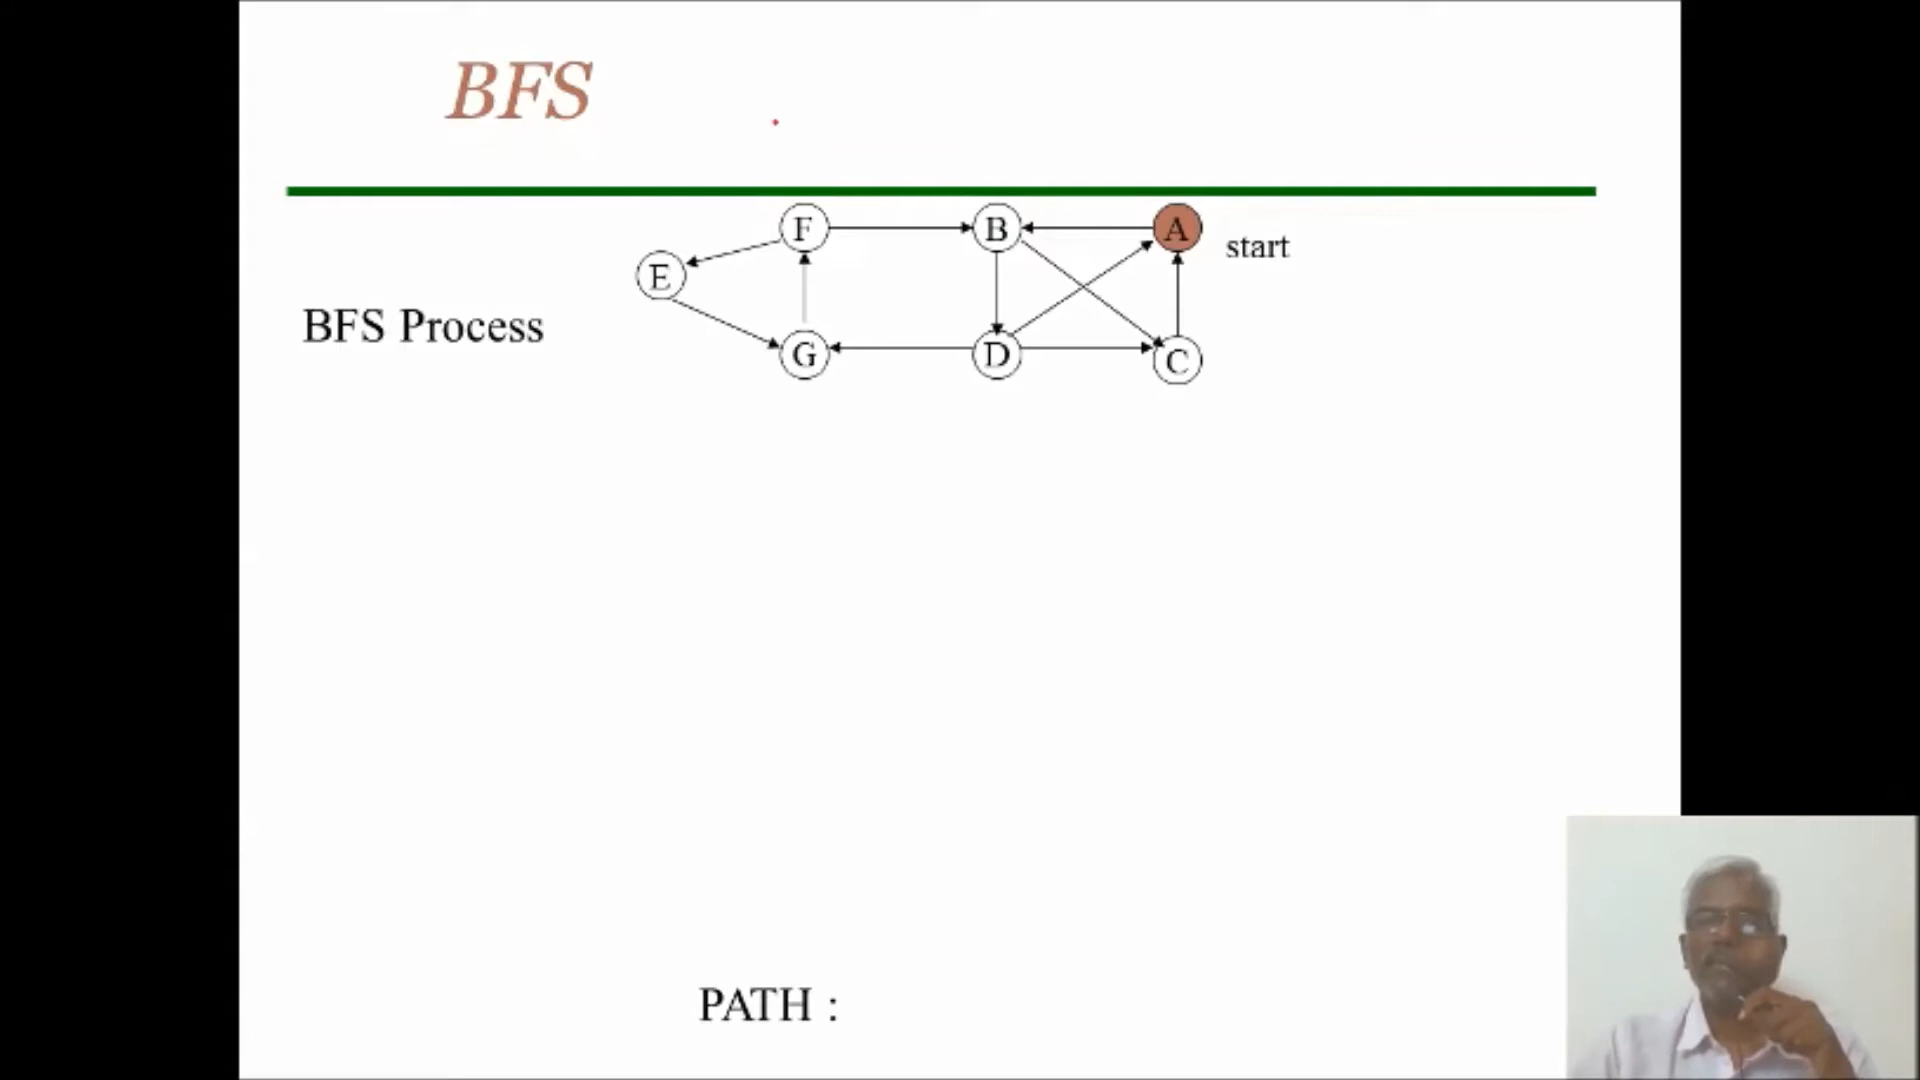 BFS
F B A
start
E
BFS Process
G D C
PATH :